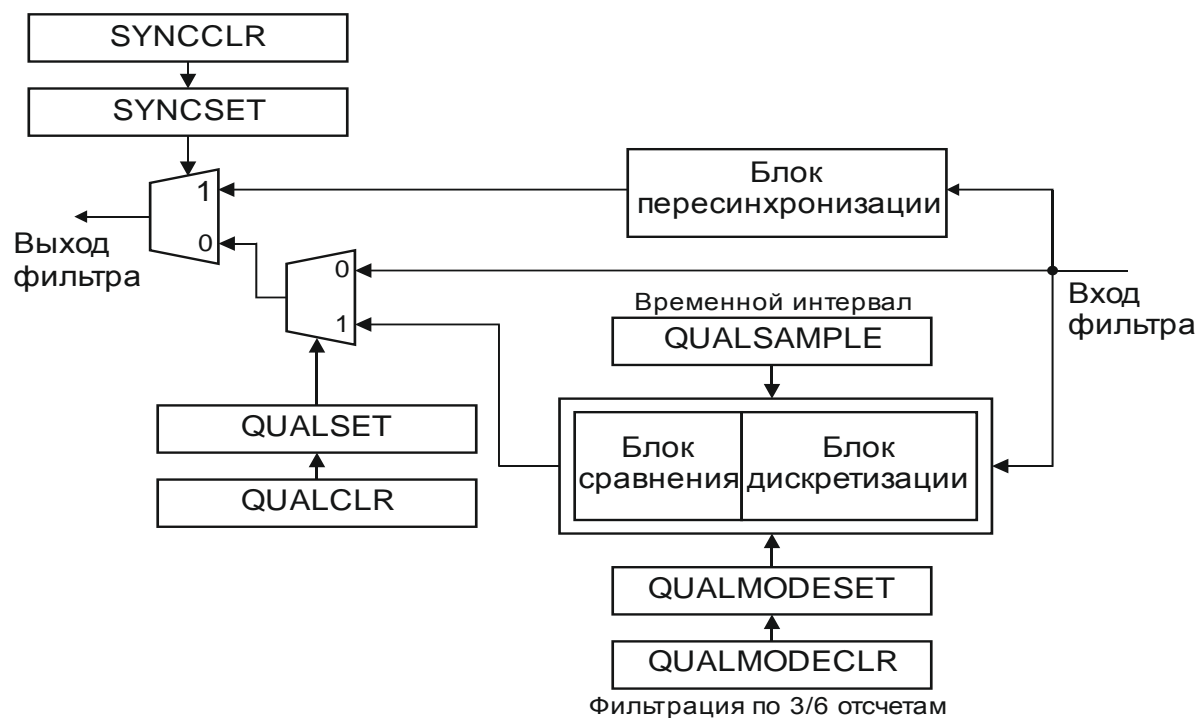 SYNCCLR
SYNCSET
1
0
Выход
фильтра
Блок
пересинхронизации
0
1
Вход
фильтра
Временной интервал
QUALSAMPLE
QUALSET
QUALCLR
Блок
сравнения
Блок
дискретизации
QUALMODESET
QUALMODECLR
Фильтрация по 3/6 отсчетам